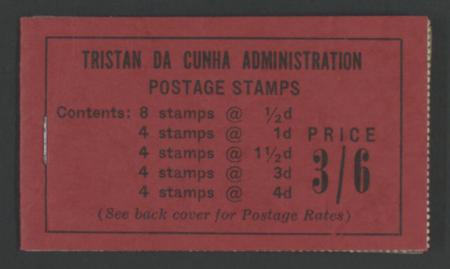 TRISTAN DA CUNHA ADMINISTRATION
POSTAGE STAMPS
Contents: 8 stamps @ ½d
4 stamps @ 1d
4 stamps @ 1½d
4 stamps @ 3d
4 stamps @ 4d
PRICE
3/6
(See back cover for Postage Rates)